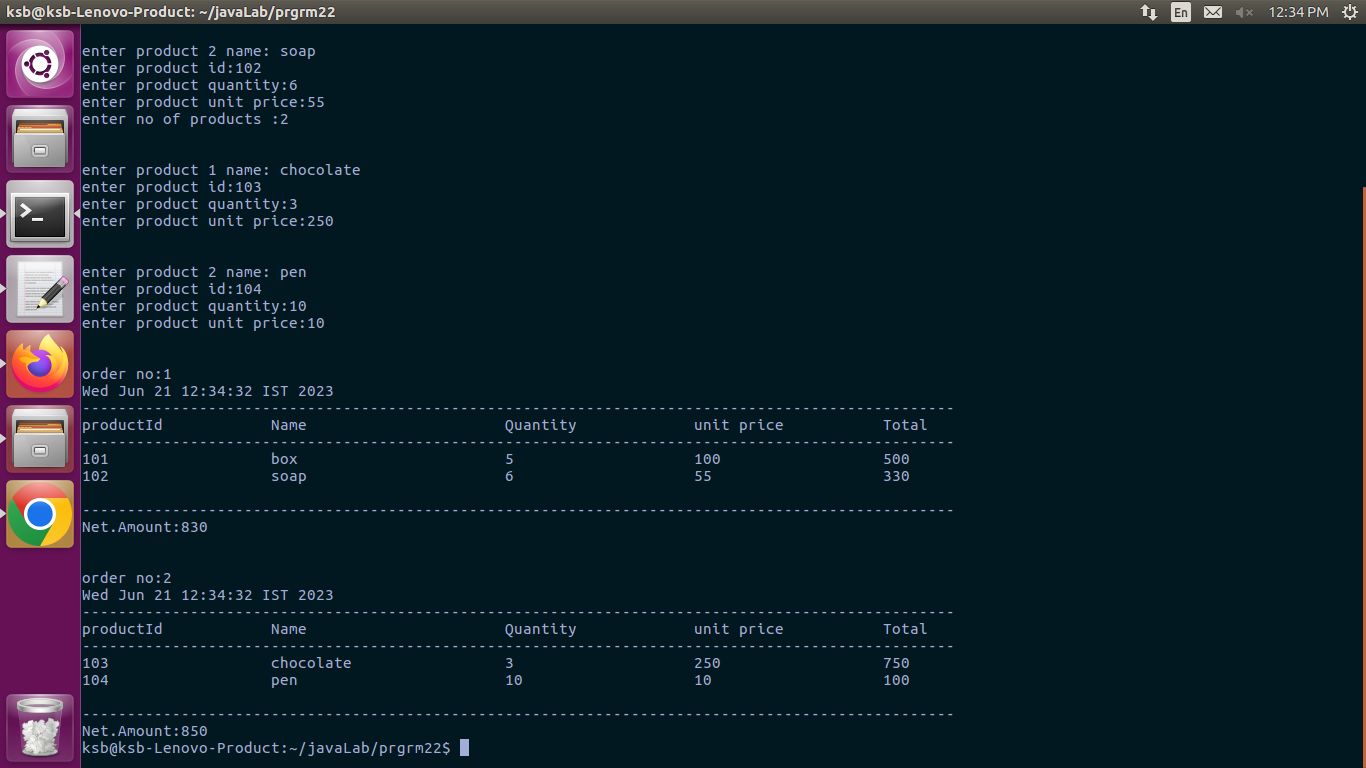 ksb@ksb-Lenovo-Product: ~/javaLab/prgrm22 En 12:34 PM
enter product 2 name: soap
enter product id:102
enter product quantity:6
enter product unit price:55
enter no of products :2
enter product 1 name: chocolate
enter product id:103
enter product quantity:3
enter product unit price:250
enter product 2 name: pen
enter product id:104
enter product quantity:10
enter product unit price:10
order no:1
Wed Jun 21 12:34:32 IST 2023
-------------------------------------------------------------------------------------------------
productId Name Quantity unit price Total
-------------------------------------------------------------------------------------------------
101 box 5 100 500
102 soap 6 55 330
-------------------------------------------------------------------------------------------------
Net.Amount:830
order no:2
Wed Jun 21 12:34:32 IST 2023
-------------------------------------------------------------------------------------------------
productId Name Quantity unit price Total
-------------------------------------------------------------------------------------------------
103 chocolate 3 250 750
104 pen 10 10 100
-------------------------------------------------------------------------------------------------
Net.Amount:850
ksb@ksb-Lenovo-Product:~/javaLab/prgrm22$